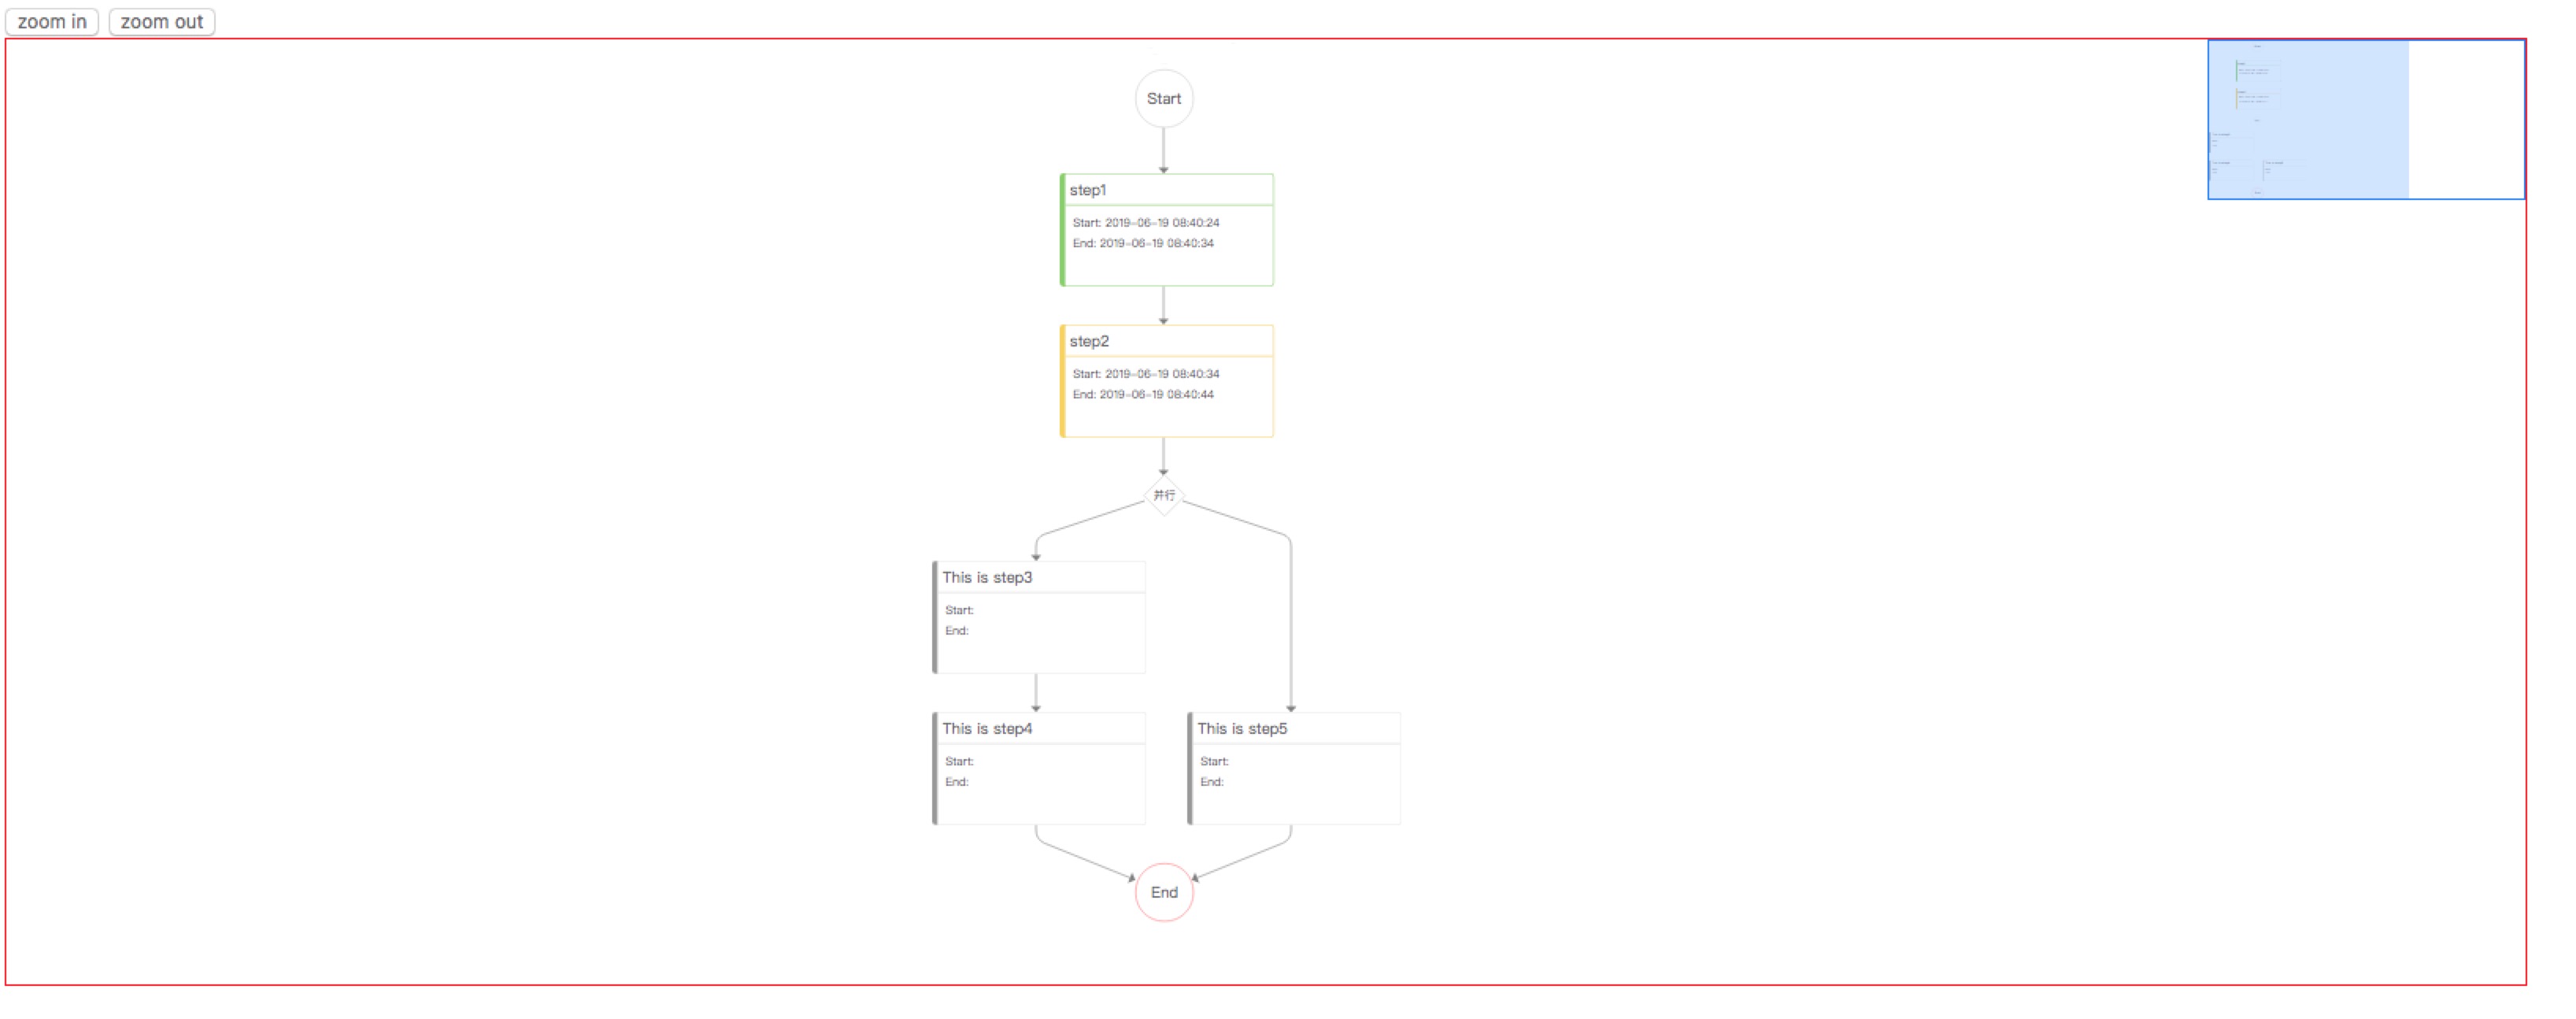 zoom in
zoom out
Start
step1
Start: 2019-06-19 08:40:24
End: 2019-06-19 08:40:34
step2
Start: 2019-06-19 08:40:34
End: 2019-06-19 08:40:44
并行
This is step3
Start:
End:
This is step4
Start:
End:
This is step5
Start:
End:
End